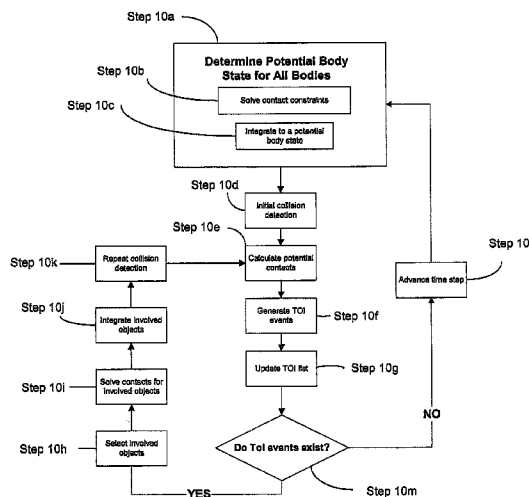 Step 10a
Determine Potential Body
State for All Bodies
Step 10b
Solve contact constraints
Step 10c
Integrate to a potential
body state
Step 10d
Initial collision
detection
Step 10e
Step 10k
Repeat collision
detection
Calculate potential
contacts
Step 10
Advance time step
Step 10j
Integrate involved
objects
Generate TOI
events
Step 10f
Step 10i
Solve contacts for
involved objects
Update TOI list
Step 10g
NO
Step 10h
Select involved
objects
Do ToI events exist?
YES
Step 10m